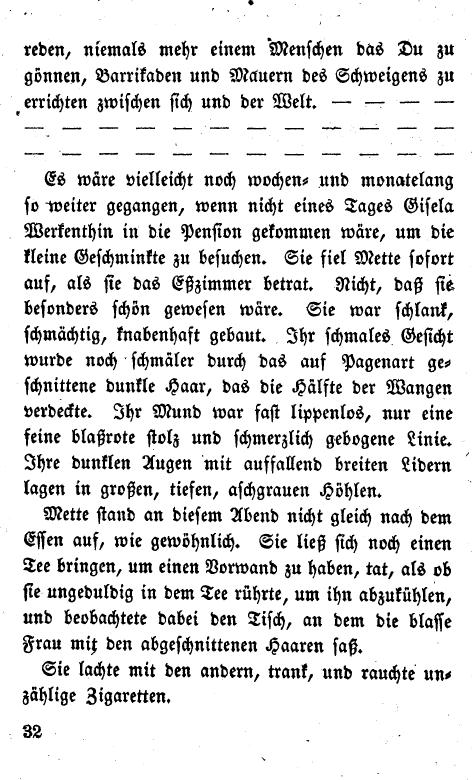 reden, niemals mehr einem Menschen das Du zu
gönnen, Barrikaden und Mauern des Schweigens zu
errichten zwischen sich und der Welt. — — — — —
— — — — — — — — — — — —
— — — — — — — — — — — —
Es wäre vielleicht noch wochen- und monatelang
so weiter gegangen, wenn nicht eines Tages Gisela
Werkenthin in die Pension gekommen wäre, um die
kleine Geschminkte zu besuchen. Sie fiel Mette sofort
auf, als sie das Eßzimmer betrat. Nicht, daß sie
besonders schön gewesen wäre. Sie war schlank,
schmächtig, knabenhaft gebaut. Ihr schmales Gesicht
wurde noch schmäler durch das auf Pagenart ge-
schnittene dunkle Haar, das die Hälfte der Wangen
verdeckte. Ihr Mund war fast lippenlos, nur eine
feine blaßrote stolz und schmerzlich gebogene Linie.
Ihre dunklen Augen mit auffallend breiten Lidern
lagen in großen, tiefen, aschgrauen Höhlen.
Mette stand an diesem Abend nicht gleich nach dem
Essen auf, wie gewöhnlich. Sie ließ sich noch einen
Tee bringen, um einen Vorwand zu haben, tat, als ob
sie ungeduldig in dem Tee rührte, um ihn abzukühlen,
und beobachtete dabei den Tisch, an dem die blasse
Frau mit den abgeschnittenen Haaren saß.
Sie lachte mit den andern, trank, und rauchte un-
zählige Zigaretten.
32